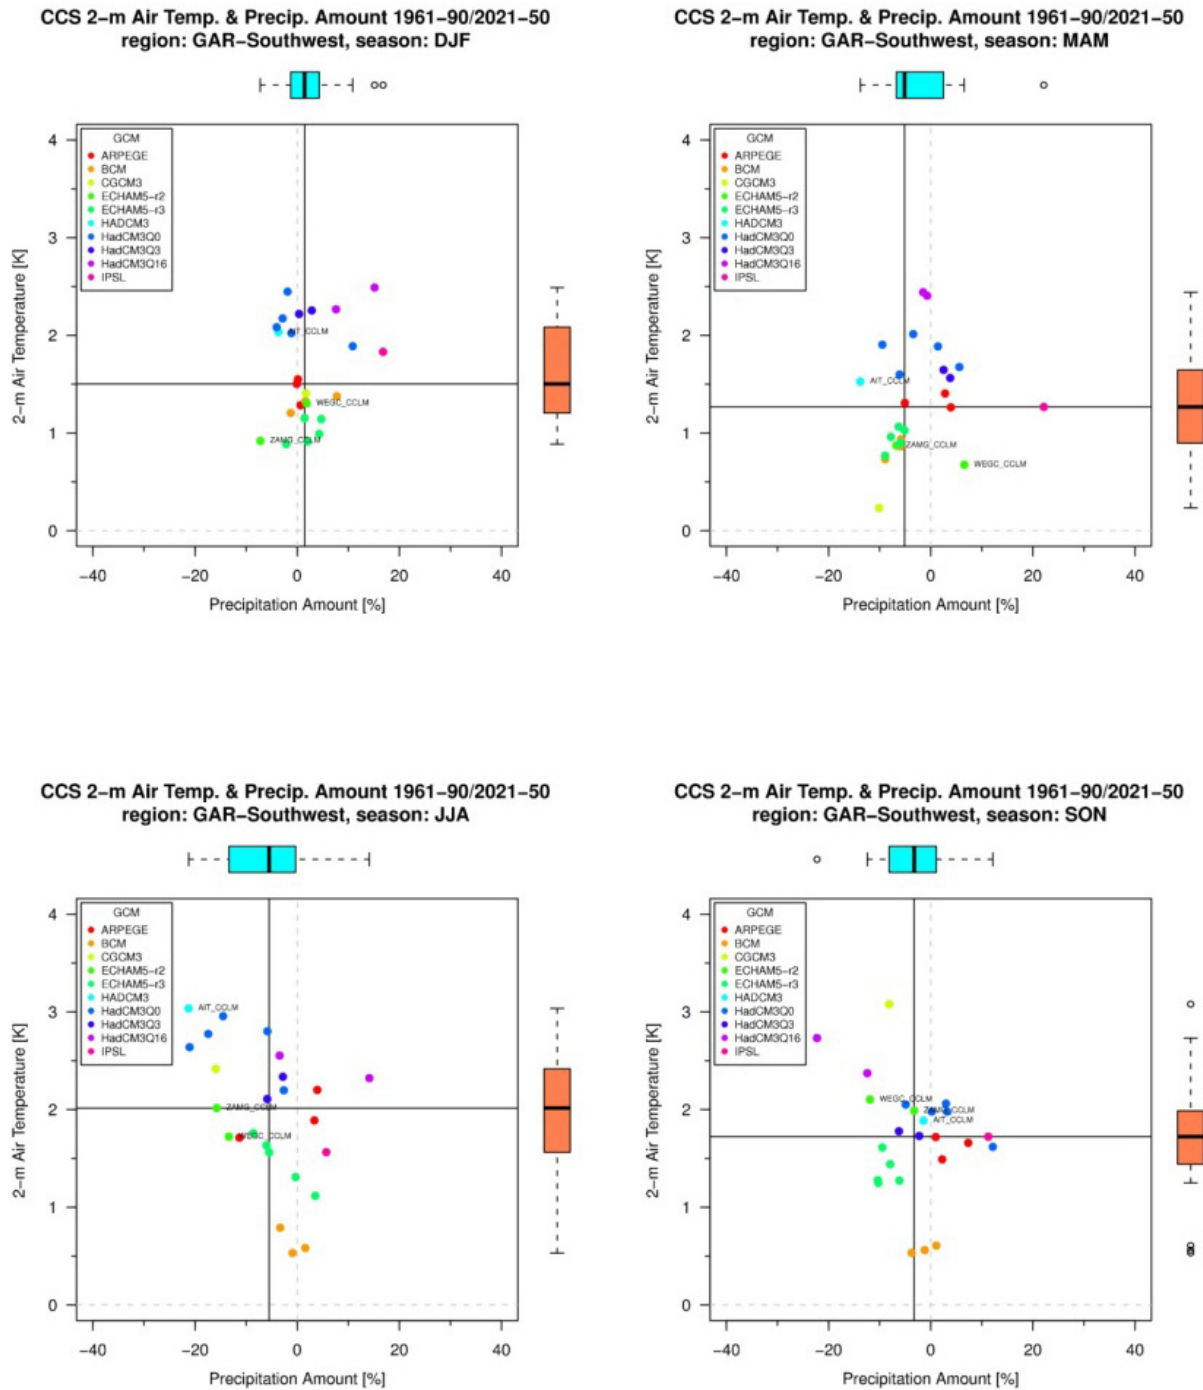 CCS 2−m Air Temp. & Precip. Amount 1961−90/2021−50
region: GAR−Southwest, season: DJF
4
3
2
1
0
2−m Air Temperature [K]
GCM
ARPEGE
BCM
CGCM3
ECHAM5−r2
ECHAM5−r3
HADCM3
HadCM3Q0
HadCM3Q3
HadCM3Q16
IPSL
AIT_CCLM
WEGC_CCLM
ZAMG_CCLM
−40
−20
0
20
40
Precipitation Amount [%]
CCS 2−m Air Temp. & Precip. Amount 1961−90/2021−50
region: GAR−Southwest, season: MAM
4
3
2
1
0
2−m Air Temperature [K]
GCM
ARPEGE
BCM
CGCM3
ECHAM5−r2
ECHAM5−r3
HADCM3
HadCM3Q0
HadCM3Q3
HadCM3Q16
IPSL
AIT_CCLM
ZAMG_CCLM
WEGC_CCLM
−40
−20
0
20
40
Precipitation Amount [%]
CCS 2−m Air Temp. & Precip. Amount 1961−90/2021−50
region: GAR−Southwest, season: JJA
4
3
2
1
0
2−m Air Temperature [K]
GCM
ARPEGE
BCM
CGCM3
ECHAM5−r2
ECHAM5−r3
HADCM3
HadCM3Q0
HadCM3Q3
HadCM3Q16
IPSL
AIT_CCLM
ZAMG_CCLM
WEGC_CCLM
−40
−20
0
20
40
Precipitation Amount [%]
CCS 2−m Air Temp. & Precip. Amount 1961−90/2021−50
region: GAR−Southwest, season: SON
4
3
2
1
0
2−m Air Temperature [K]
GCM
ARPEGE
BCM
CGCM3
ECHAM5−r2
ECHAM5−r3
HADCM3
HadCM3Q0
HadCM3Q3
HadCM3Q16
IPSL
WEGC_CCLM
ZAMG_CCLM
AIT_CCLM
−40
−20
0
20
40
Precipitation Amount [%]